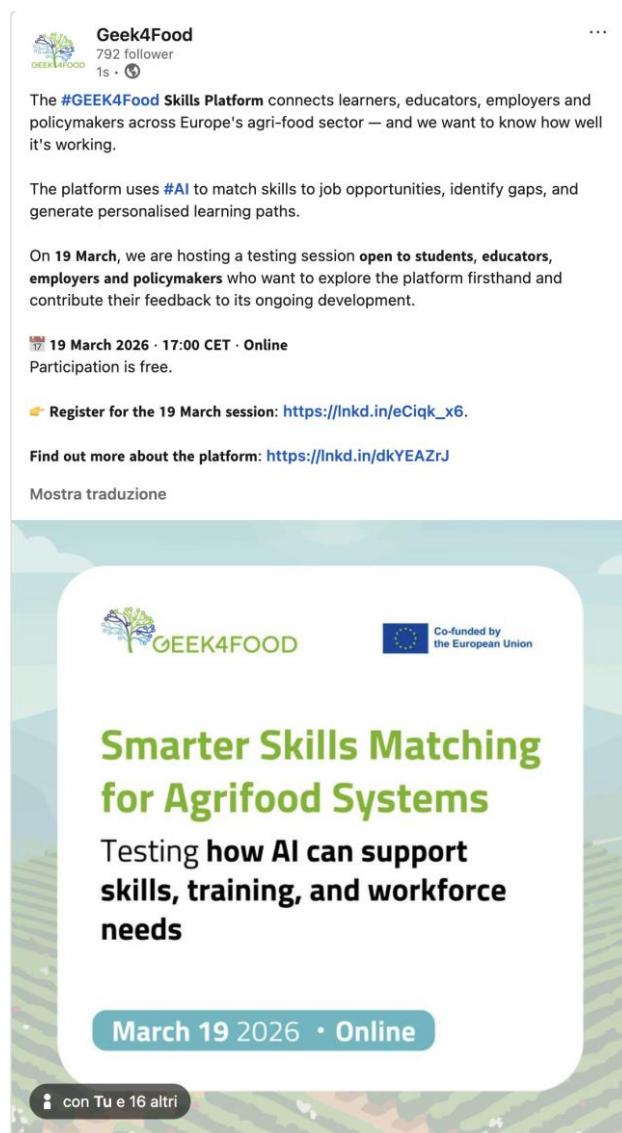 Geek4Food
792 follower
1s •
The #GEEK4Food Skills Platform connects learners, educators, employers and
policymakers across Europe's agri-food sector — and we want to know how well
it's working.
The platform uses #AI to match skills to job opportunities, identify gaps, and
generate personalised learning paths.
On 19 March, we are hosting a testing session open to students, educators,
employers and policymakers who want to explore the platform firsthand and
contribute their feedback to its ongoing development.
📅 19 March 2026 · 17:00 CET · Online
Participation is free.
👉 Register for the 19 March session: https://lnkd.in/eCiqk_x6.
Find out more about the platform: https://lnkd.in/dkYEAZrJ
Mostra traduzione
GEEK4FOOD
Co-funded by
the European Union
Smarter Skills Matching
for Agrifood Systems
Testing how AI can support
skills, training, and workforce
needs
March 19 2026 • Online
con Tu e 16 altri